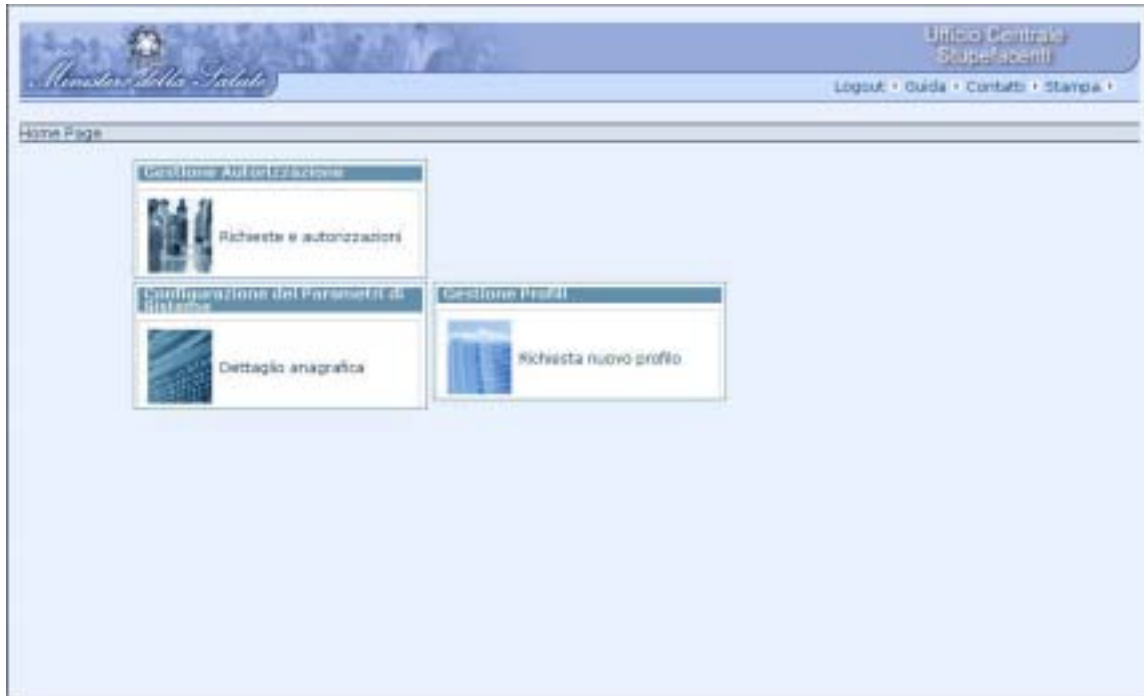 Ministero della Salute
Ufficio Centrale
Stupefacenti
Logout Guida Contatti Stampa
Home Page
Gestione Autorizzazione
Richieste e autorizzazioni
Configurazione dei Parametri di
Sistema
Gestione Profili
Dettaglio anagrafica
Richiesta nuovo profilo